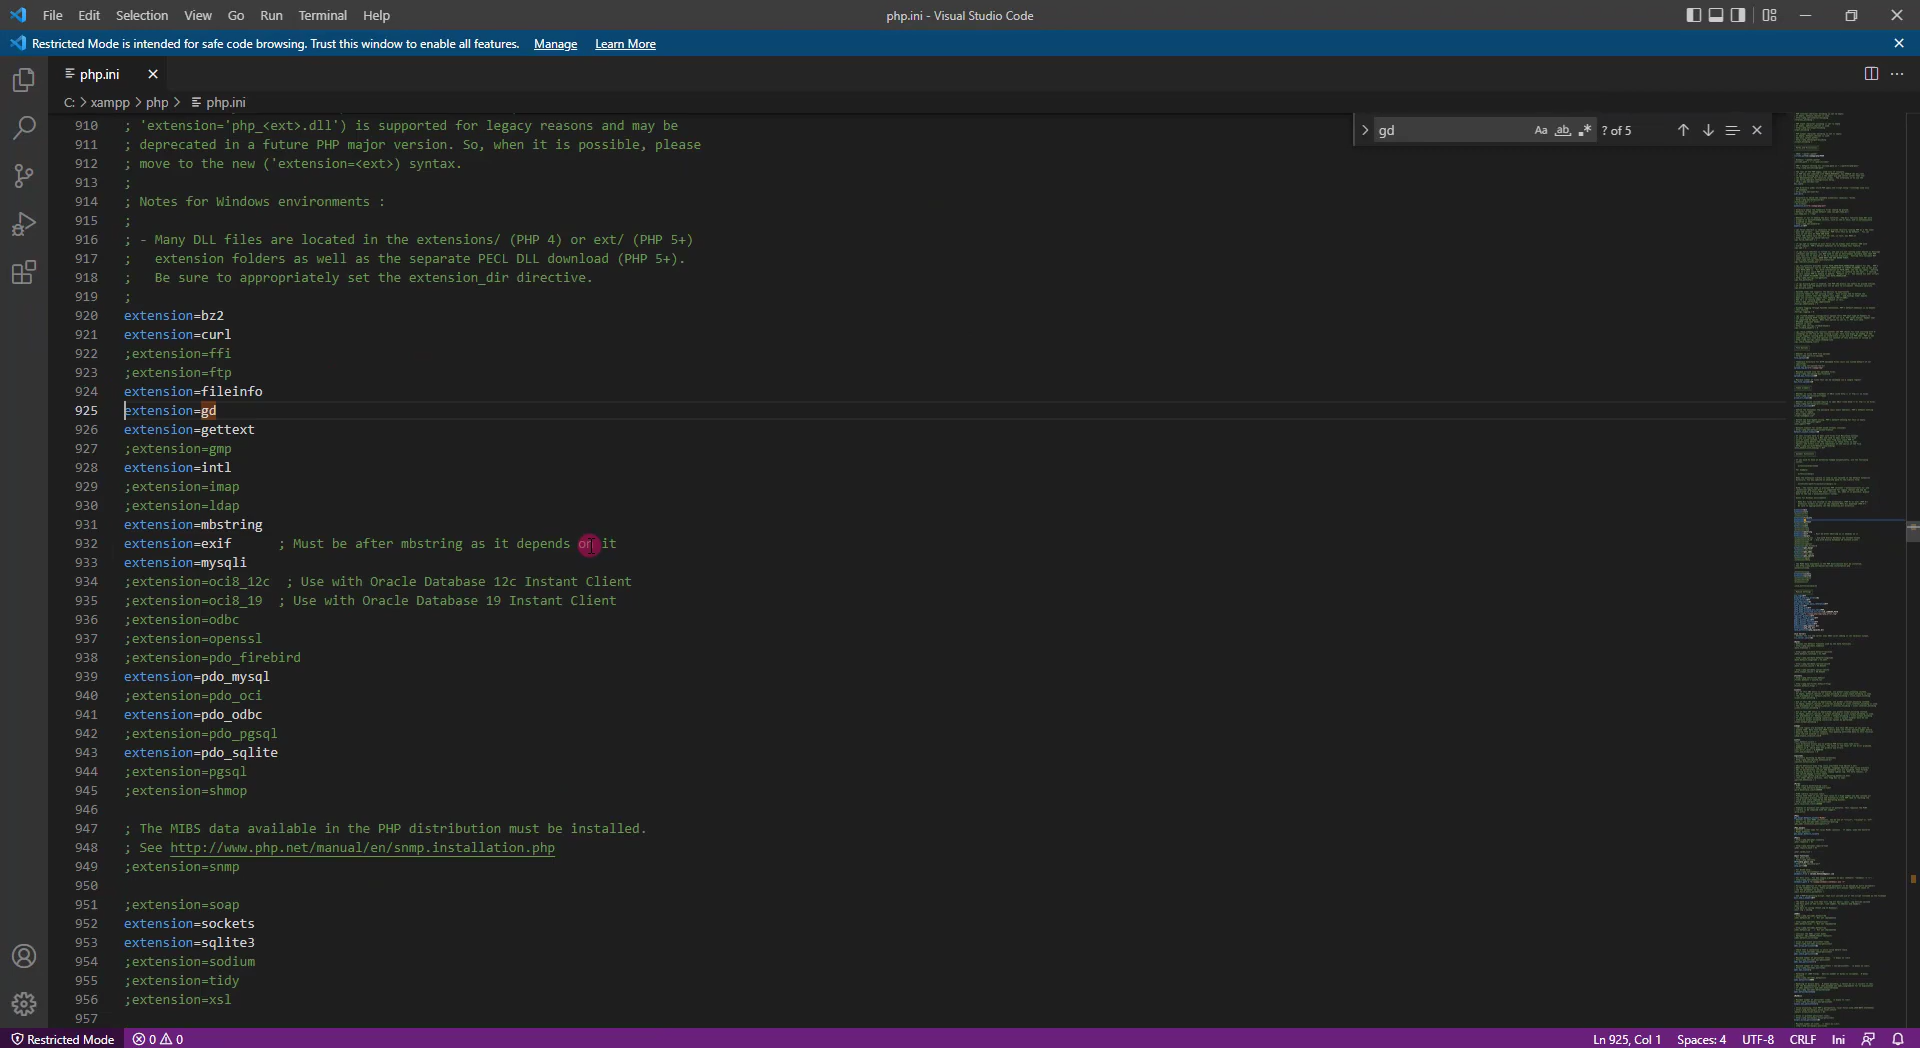 File Edit Selection View Go Run Terminal Help
php.ini - Visual Studio Code
Restricted Mode is intended for safe code browsing. Trust this window to enable all features. Manage Learn More
php.ini
C: > xampp > php > php.ini
gd
Aa ab .* ? of 5
910 ; 'extension='php_<ext>.dll') is supported for legacy reasons and may be
911 ; deprecated in a future PHP major version. So, when it is possible, please
912 ; move to the new ('extension=<ext>) syntax.
913 ;
914 ; Notes for Windows environments :
915 ;
916 ; - Many DLL files are located in the extensions/ (PHP 4) or ext/ (PHP 5+)
917 ;   extension folders as well as the separate PECL DLL download (PHP 5+).
918 ;   Be sure to appropriately set the extension_dir directive.
919 ;
920 extension=bz2
921 extension=curl
922 ;extension=ffi
923 ;extension=ftp
924 extension=fileinfo
925 extension=gd
926 extension=gettext
927 ;extension=gmp
928 extension=intl
929 ;extension=imap
930 ;extension=ldap
931 extension=mbstring
932 extension=exif      ; Must be after mbstring as it depends on it
933 extension=mysqli
934 ;extension=oci8_12c  ; Use with Oracle Database 12c Instant Client
935 ;extension=oci8_19  ; Use with Oracle Database 19 Instant Client
936 ;extension=odbc
937 ;extension=openssl
938 ;extension=pdo_firebird
939 extension=pdo_mysql
940 ;extension=pdo_oci
941 extension=pdo_odbc
942 ;extension=pdo_pgsql
943 extension=pdo_sqlite
944 ;extension=pgsql
945 ;extension=shmop
946
947 ; The MIBS data available in the PHP distribution must be installed.
948 ; See http://www.php.net/manual/en/snmp.installation.php
949 ;extension=snmp
950
951 ;extension=soap
952 extension=sockets
953 extension=sqlite3
954 ;extension=sodium
955 ;extension=tidy
956 ;extension=xsl
957
Restricted Mode 0 0
Ln 925, Col 1 Spaces: 4 UTF-8 CRLF Ini